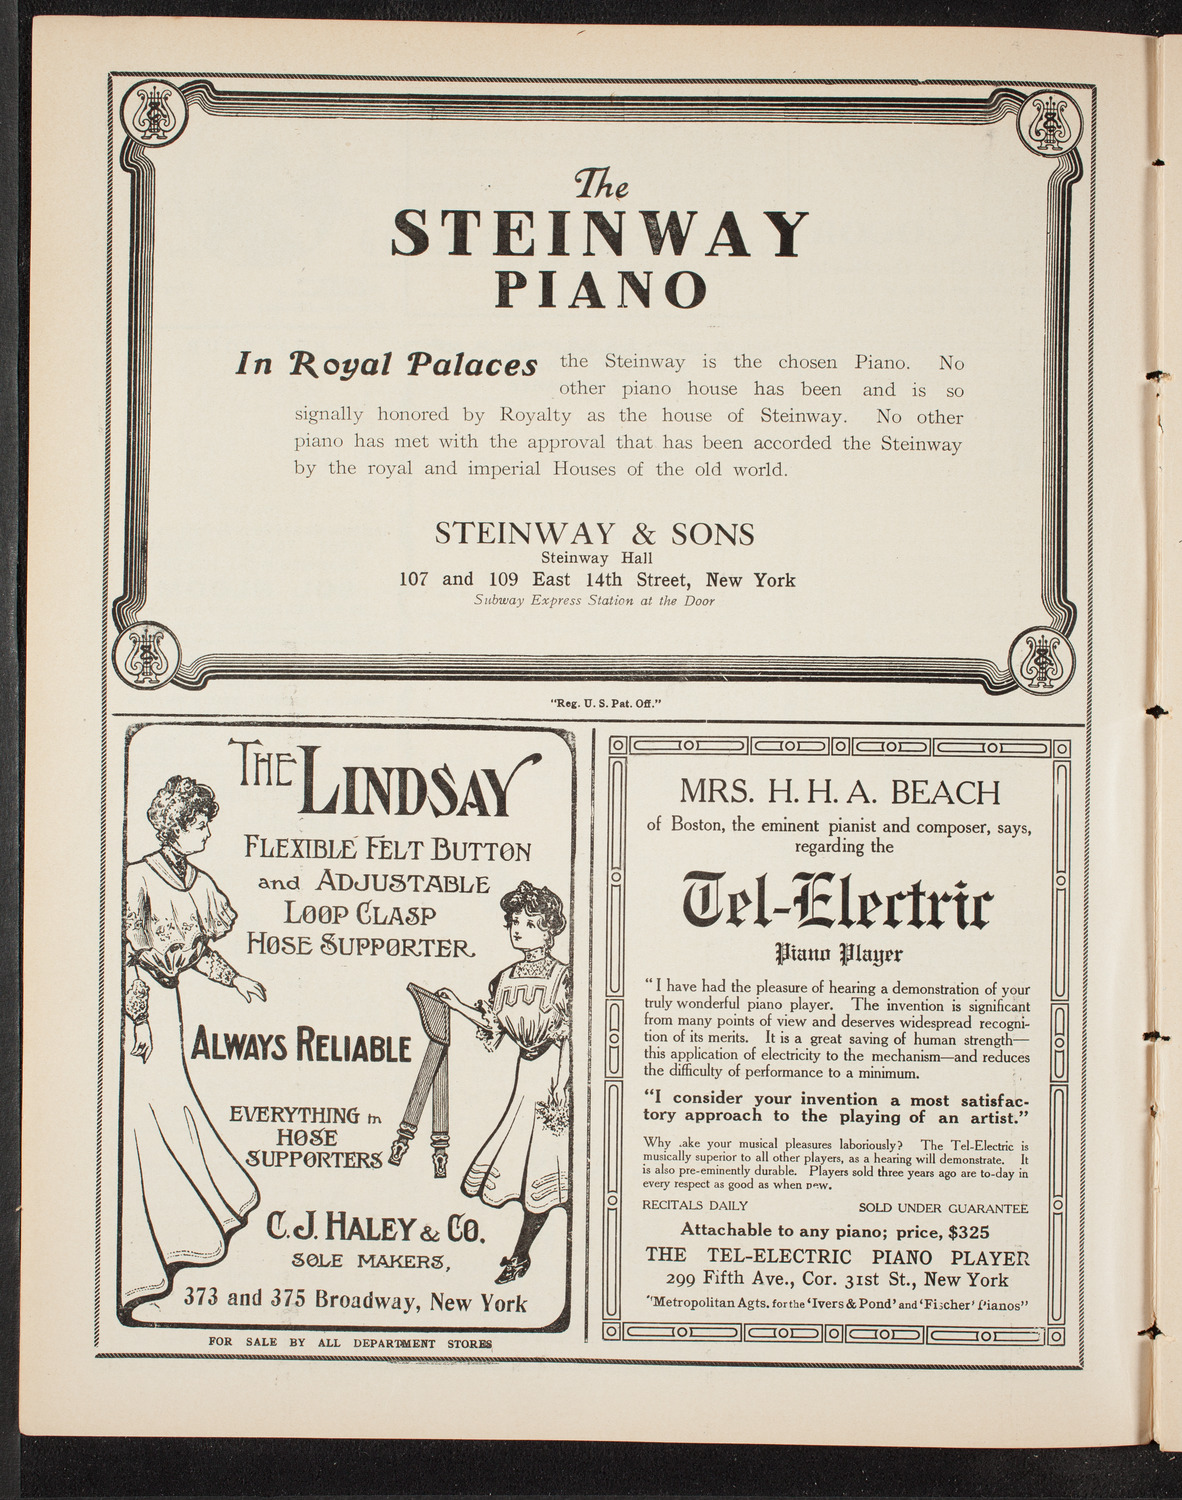 The
STEINWAY
PIANO
In Royal Palaces the Steinway is the chosen Piano. No
other piano house has been and is so
signally honored by Royalty as the house of Steinway. No other
piano has met with the approval that has been accorded the Steinway
by the royal and imperial Houses of the old world.
STEINWAY & SONS
Steinway Hall
107 and 109 East 14th Street, New York
Subway Express Station at the Door
"Reg. U. S. Pat. Off."
THE LINDSAY
FLEXIBLE FELT BUTTON
and ADJUSTABLE
LOOP CLASP
HOSE SUPPORTER.
ALWAYS RELIABLE
EVERYTHING in
HOSE
SUPPORTERS
C. J. HALEY & CO.
SOLE MAKERS,
373 and 375 Broadway, New York
FOR SALE BY ALL DEPARTMENT STORES
MRS. H. H. A. BEACH
of Boston, the eminent pianist and composer, says,
regarding the
Tel-Electric
Piano Player
"I have had the pleasure of hearing a demonstration of your
truly wonderful piano player. The invention is significant
from many points of view and deserves widespread recogni-
tion of its merits. It is a great saving of human strength—
this application of electricity to the mechanism—and reduces
the difficulty of performance to a minimum.
"I consider your invention a most satisfac-
tory approach to the playing of an artist."
Why ake your musical pleasures laboriously? The Tel-Electric is
musically superior to all other players, as a hearing will demonstrate. It
is also pre-eminently durable. Players sold three years ago are to-day in
every respect as good as when new.
RECITALS DAILY SOLD UNDER GUARANTEE
Attachable to any piano; price, $325
THE TEL-ELECTRIC PIANO PLAYER
299 Fifth Ave., Cor. 31st St., New York
"Metropolitan Agts. for the 'Ivers & Pond' and 'Fischer' Pianos"